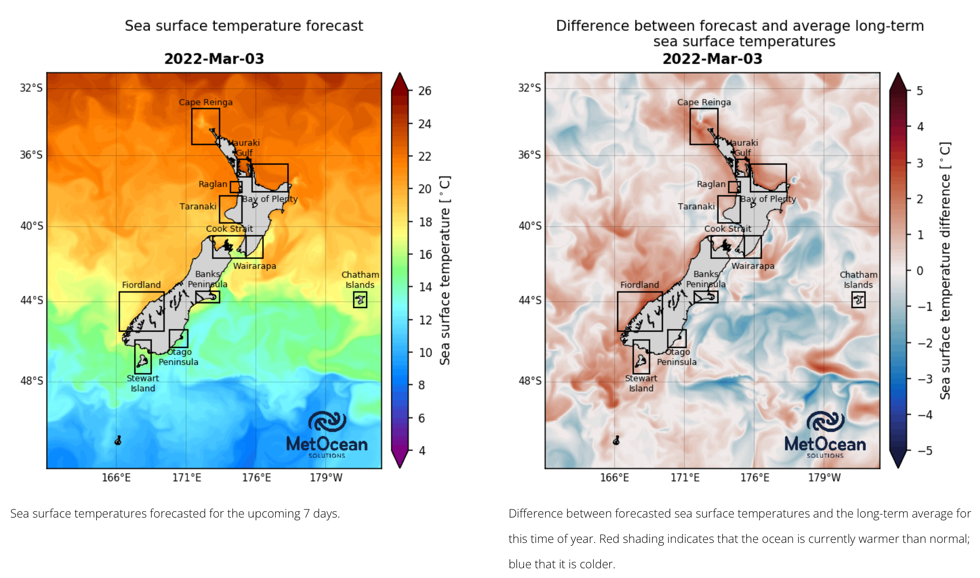 Sea surface temperature forecast
2022-Mar-03
32°S
36°S
40°S
44°S
48°S
166°E
171°E
176°E
179°W
Cape Reinga
Hauraki
Gulf
Raglan
Bay of Plenty
Taranaki
Cook Strait
Wairarapa
Banks
Peninsula
Chatham
Islands
Fiordland
Otago
Peninsula
Stewart
Island
MetOcean
SOLUTIONS
26
24
22
20
18
16
14
12
10
8
6
4
Sea surface temperature [°C]
Sea surface temperatures forecasted for the upcoming 7 days.
Difference between forecast and average long-term
sea surface temperatures
2022-Mar-03
32°S
36°S
40°S
44°S
48°S
166°E
171°E
176°E
179°W
Cape Reinga
Hauraki
Gulf
Raglan
Bay of Plenty
Taranaki
Cook Strait
Wairarapa
Banks
Peninsula
Chatham
Islands
Fiordland
Otago
Peninsula
Stewart
Island
MetOcean
SOLUTIONS
5
4
3
2
1
0
−1
−2
−3
−4
−5
Sea surface temperature difference [°C]
Difference between forecasted sea surface temperatures and the long-term average for
this time of year. Red shading indicates that the ocean is currently warmer than normal;
blue that it is colder.